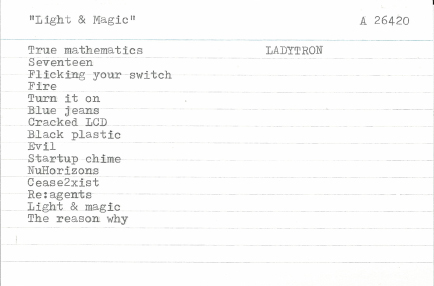 "Light & Magic" A 26420
True mathematics LADYTRON
Seventeen
Flicking your switch
Fire
Turn it on
Blue jeans
Cracked LCD
Black plastic
Evil
Startup chime
NuHorizons
Cease2xist
Re:agents
Light & magic
The reason why